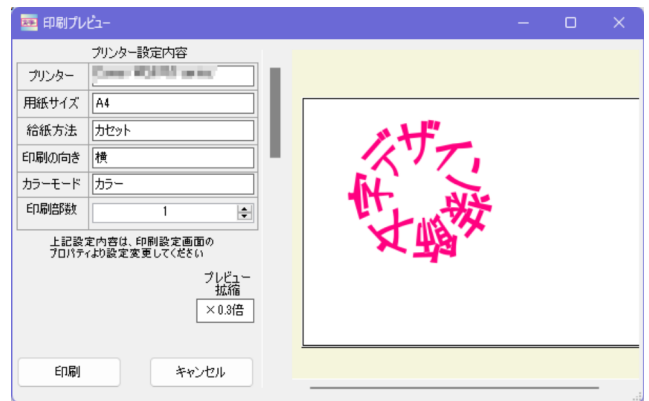 印刷プレビュー
プリンター設定内容
プリンター
用紙サイズ A4
給紙方法 カセット
印刷の向き 横
カラーモード カラー
印刷部数 1
上記設定内容は、印刷設定画面の
プロパティより設定変更してください
プレビュー
拡縮
×0.3倍
印刷 キャンセル
文字デザイン装飾